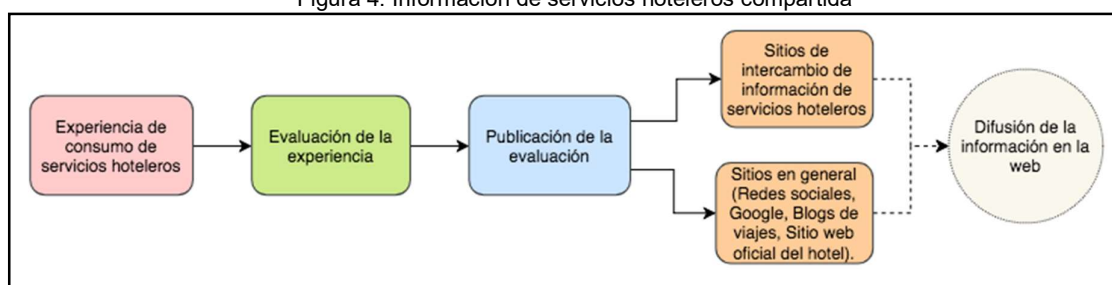 Figura 4. Información de servicios hoteleros compartida
Experiencia de
consumo de
servicios hoteleros
Evaluación de la
experiencia
Publicación de la
evaluación
Sitios de
intercambio de
información de
servicios hoteleros
Sitios en general
(Redes sociales,
Google, Blogs de
viajes, Sitio web
oficial del hotel).
Difusión de la
información en la
web